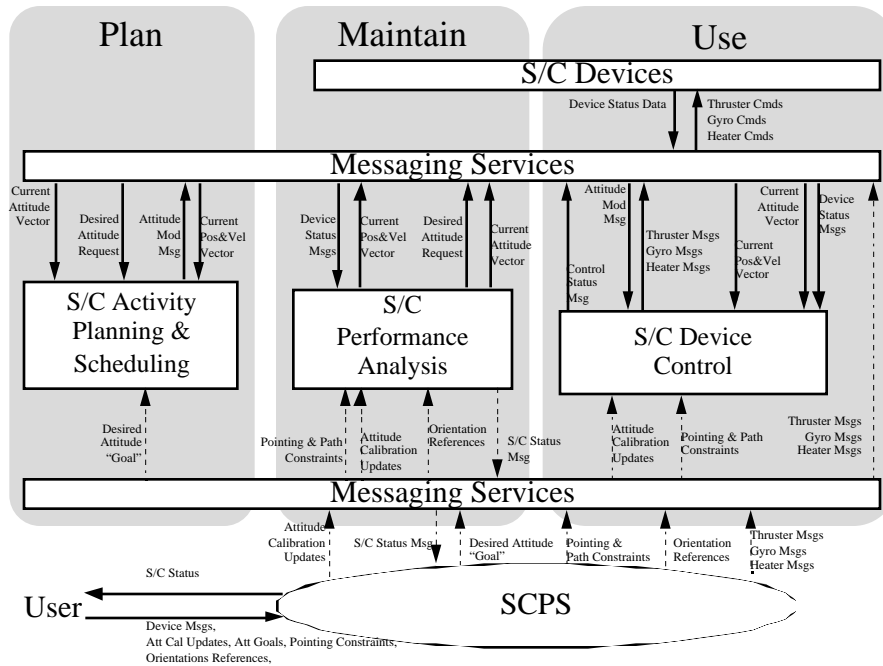 Plan
Maintain
Use
S/C Devices
Device Status Data
Thruster Cmds
Gyro Cmds
Heater Cmds
Messaging Services
Current
Attitude
Vector
Desired
Attitude
Request
Attitude
Mod
Msg
Current
Pos&Vel
Vector
Device
Status
Msgs
Current
Pos&Vel
Vector
Desired
Attitude
Request
Current
Attitude
Vector
Control
Status
Msg
Attitude
Mod
Msg
Thruster Msgs
Gyro Msgs
Heater Msgs
Current
Pos&Vel
Vector
Current
Attitude
Vector
Device
Status
Msgs
S/C Activity
Planning &
Scheduling
S/C
Performance
Analysis
S/C Device
Control
Desired
Attitude
“Goal”
Pointing & Path
Constraints
Attitude
Calibration
Updates
Orientation
References
S/C Status
Msg
Attitude
Calibration
Updates
Pointing & Path
Constraints
Thruster Msgs
Gyro Msgs
Heater Msgs
Messaging Services
Attitude
Calibration
Updates
S/C Status Msg
Desired Attitude
“Goal”
Pointing &
Path Constraints
Orientation
References
Thruster Msgs
Gyro Msgs
Heater Msgs
S/C Status
User
SCPS
Device Msgs,
Att Cal Updates, Att Goals, Pointing Constraints,
Orientations References,